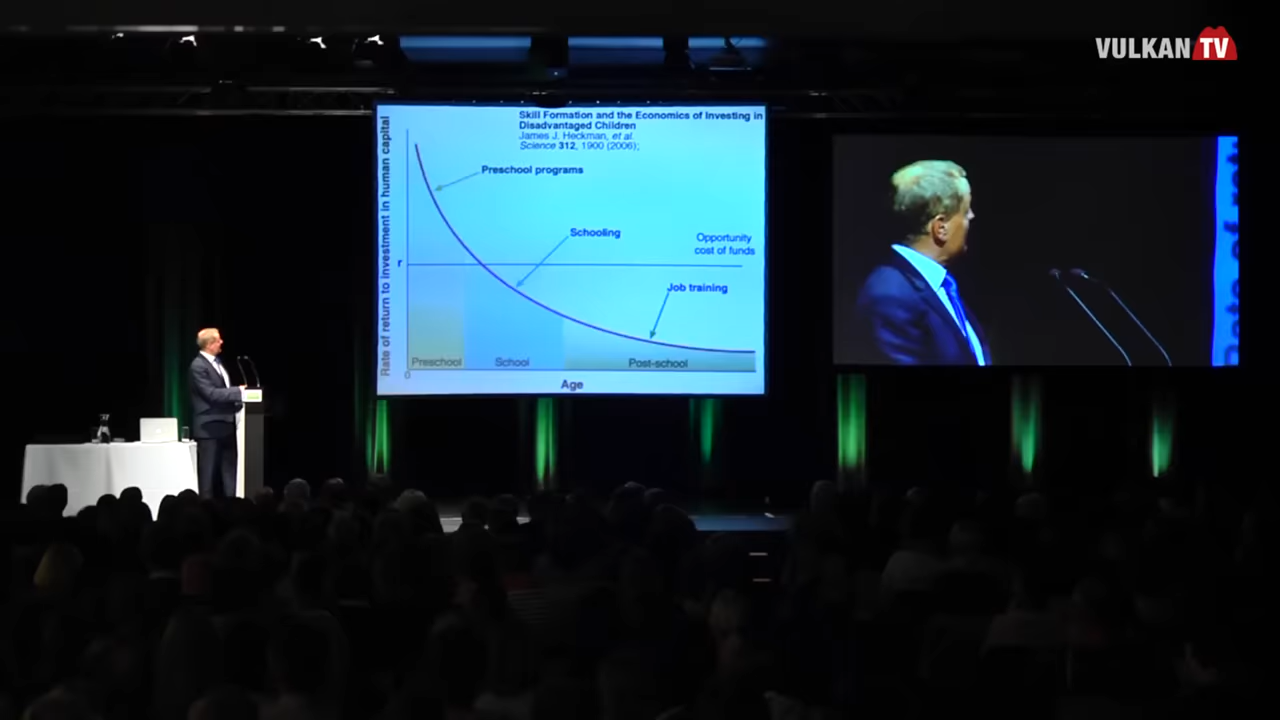 VULKAN TV
Skill Formation and the Economics of Investing in
Disadvantaged Children
James J. Heckman, et al.
Science 312, 1900 (2006);
Rate of return to investment in human capital
Preschool programs
Schooling
Opportunity
cost of funds
r
Job training
Preschool
School
Post-school
0
Age